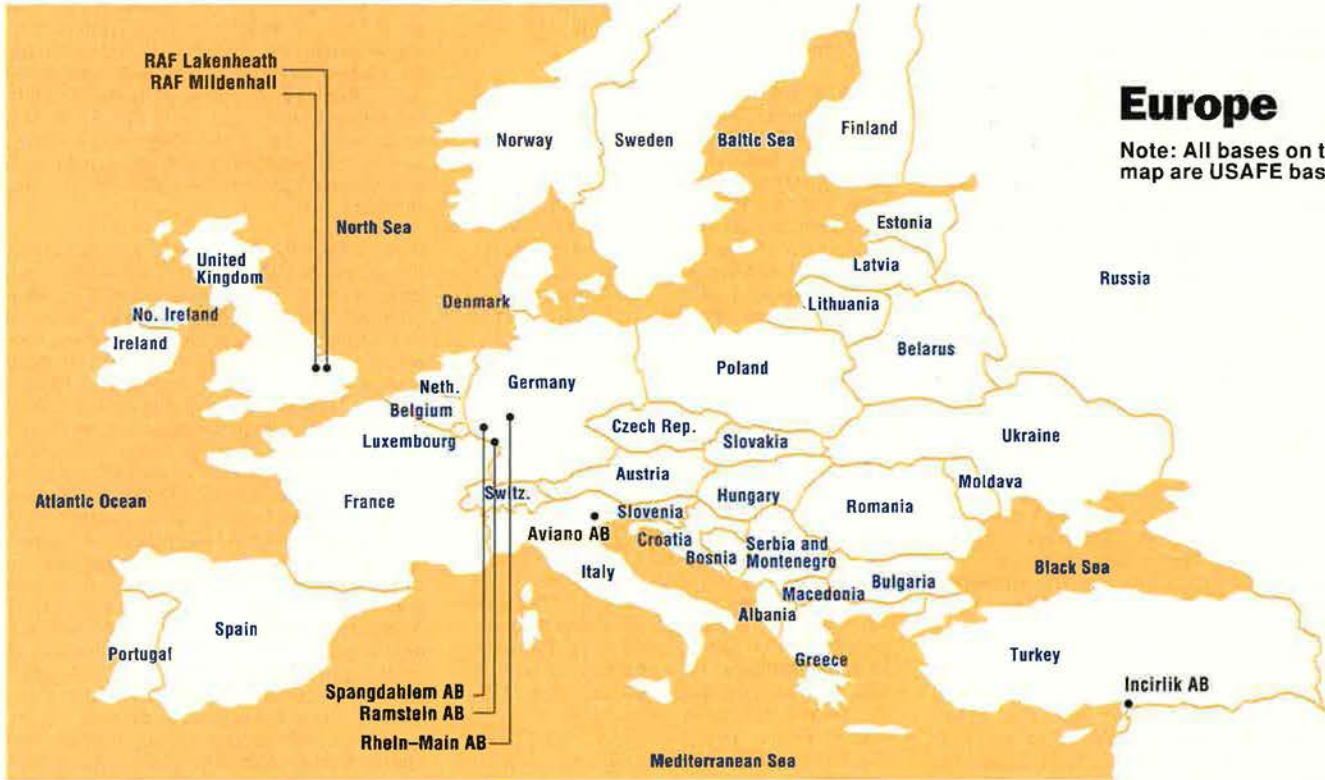 RAF Lakenheath
RAF Mildenhall
Europe
Note: All bases on t
map are USAFE bas
Norway
Sweden
Baltic Sea
Finland
North Sea
Estonia
United
Kingdom
Latvia
Russia
Denmark
Lithuania
No. Ireland
Ireland
Belarus
Poland
Neth.
Germany
Belgium
Czech Rep.
Luxembourg
Slovakia
Ukraine
Austria
Atlantic Ocean
France
Switz.
Hungary
Moldava
Romania
Slovenia
Aviano AB
Croatia
Serbia and
Montenegro
Bosnia
Italy
Black Sea
Bulgaria
Macedonia
Albania
Spain
Portugal
Greece
Turkey
Incirlik AB
Spangdahlem AB
Ramstein AB
Rhein–Main AB
Mediterranean Sea